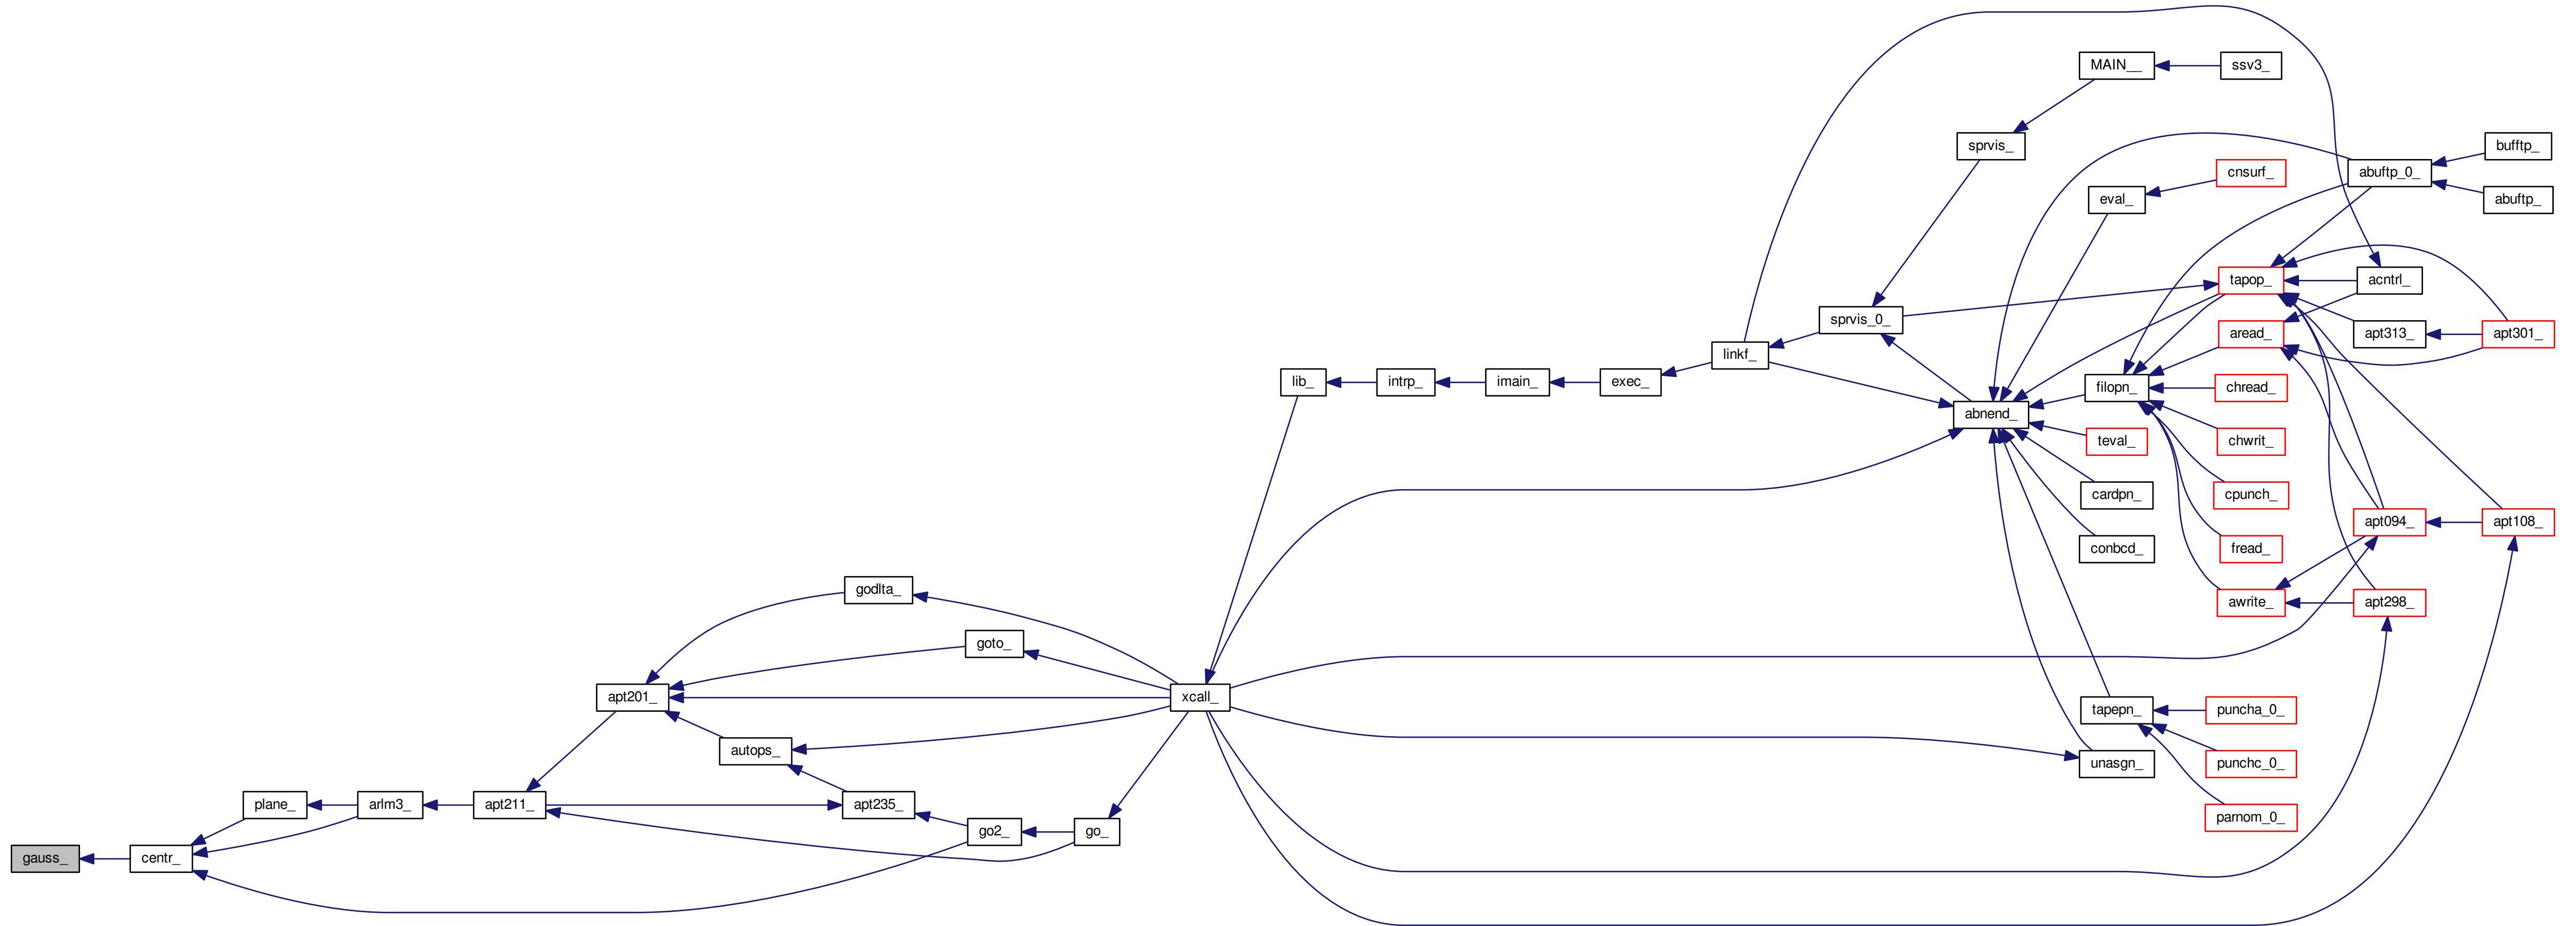 MAIN__
ssv3_
sprvis_
bufftp_
abuftp_0_
cnsurf_
eval_
abuftp_
tapop_
acntrl_
sprvis_0_
aread_
apt313_
apt301_
linkf_
lib_
intrp_
imain_
exec_
filopn_
chread_
abnend_
teval_
chwrit_
cardpn_
cpunch_
apt094_
apt108_
conbcd_
fread_
godlta_
awrite_
apt298_
goto_
apt201_
xcall_
tapepn_
puncha_0_
autops_
unasgn_
punchc_0_
plane_
arlm3_
apt211_
apt235_
parnom_0_
go2_
go_
gauss_
centr_